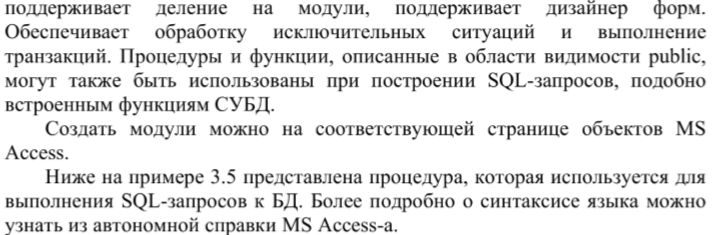 поддерживает деление на модули, поддерживает дизайнер форм.
Обеспечивает обработку исключительных ситуаций и выполнение
транзакций. Процедуры и функции, описанные в области видимости public,
могут также быть использованы при построении SQL-запросов, подобно
встроенным функциям СУБД.
Создать модули можно на соответствующей странице объектов MS
Access.
Ниже на примере 3.5 представлена процедура, которая используется для
выполнения SQL-запросов к БД. Более подробно о синтаксисе языка можно
узнать из автономной справки MS Access-а.